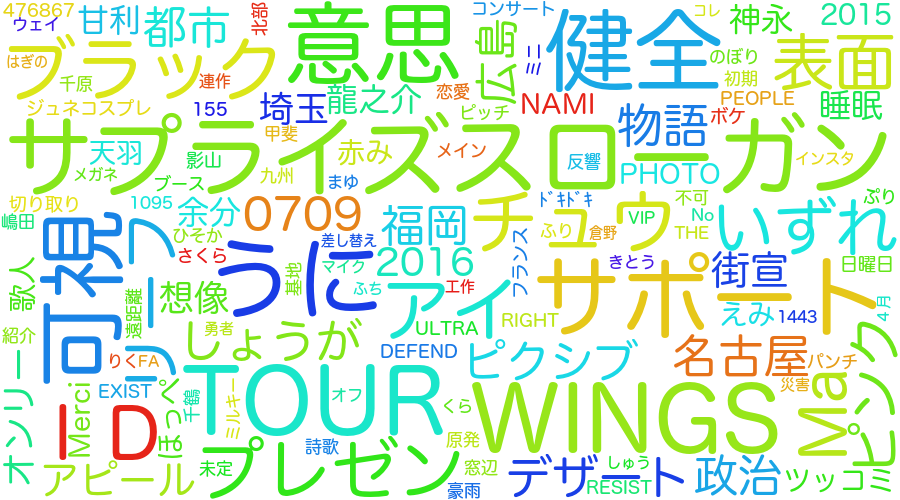 476867
ウェイ
甘利
都市
北部
意思
コンサート
健全
コレ
神永
2015
ブラック
はぎの
千原
連作
広島
ミニ
のぼり
表面
初期
ジュネコスプレ
155
埼玉
龍之介
恋愛
ピッチ
NAMI
PEOPLE
ボケ
睡眠
サプライズ
スローガン
甲斐
赤み
メイン
物語
反響
インスタ
天羽
影山
メガネ
ブース
九州
まゆ
PHOTO
切り取り
1095
余分
0709
福岡
チュウ
ドキドキ
VIP
不可
No
THE
ぷり
いずれ
嶋田
ひそか
さくら
差し替え
ふり
倉野
フランス
可視
フリー
うに
2016
マイク
基地
ふち
アイ
工作
サポート
きとう
街宣
日曜日
歌人
遠距離
想像
勇者
ULTRA
RIGHT
えみ
1443
4月
紹介
しょうが
DEFEND
ピクシブ
名古屋
パンチ
りく
FA
EXIST
TOUR
オフ
くら
WINGS
災害
Ma
ピンク
オンリー
ID
Merci
ほっぺ
千鶴
ミルキー
詩歌
原発
アピール
未定
プレゼン
窓辺
豪雨
デザート
しゅう
RESIST
政治
ツッコミ